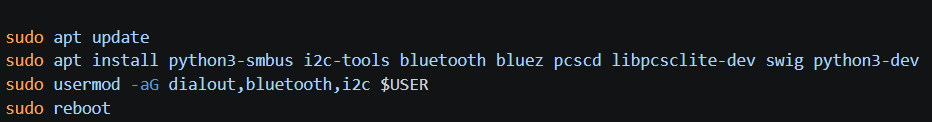 sudo apt update
sudo apt install python3-smbus i2c-tools bluetooth bluez pcscd libpcsclite-dev swig python3-dev
sudo usermod -aG dialout,bluetooth,i2c $USER
sudo reboot